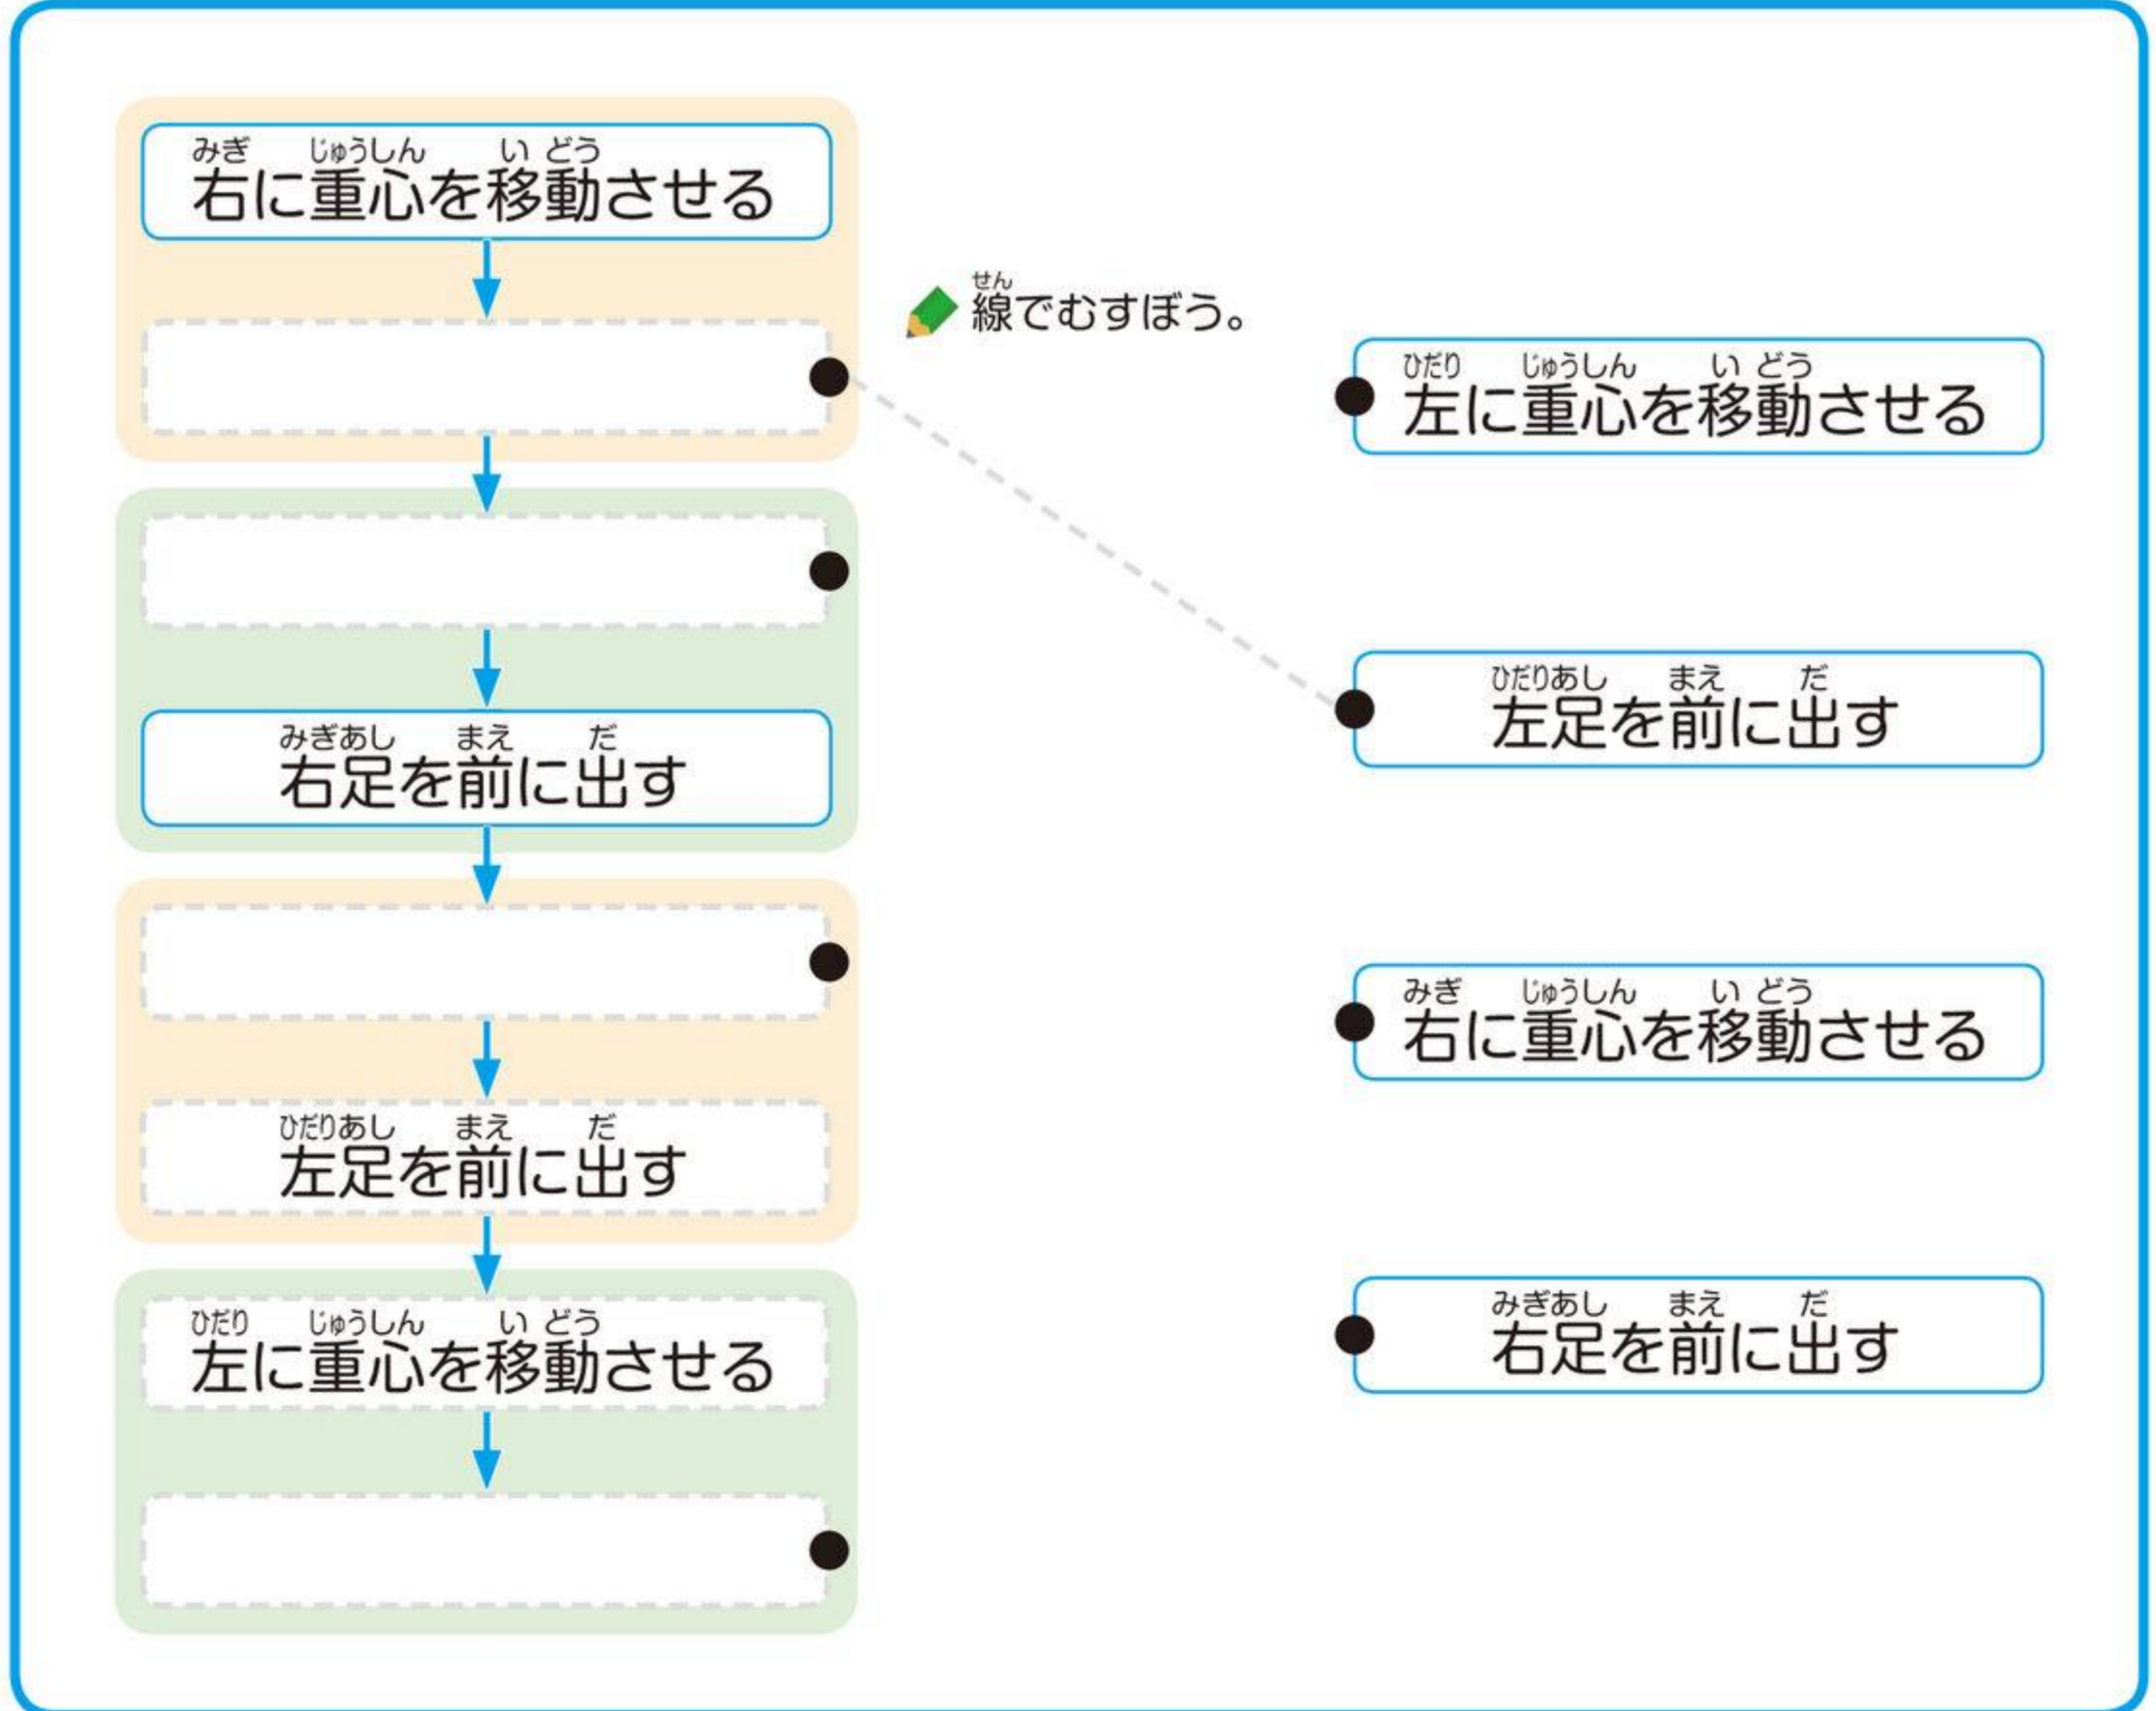 みぎ じゅうしん い どう
右に重心を移動させる
せん
線でむすぼう。
みぎあし まえ だ
右足を前に出す
ひだりあし まえ だ
左足を前に出す
ひだり じゅうしん い どう
左に重心を移動させる
ひだり じゅうしん い どう
左に重心を移動させる
ひだりあし まえ だ
左足を前に出す
みぎ じゅうしん い どう
右に重心を移動させる
みぎあし まえ だ
右足を前に出す